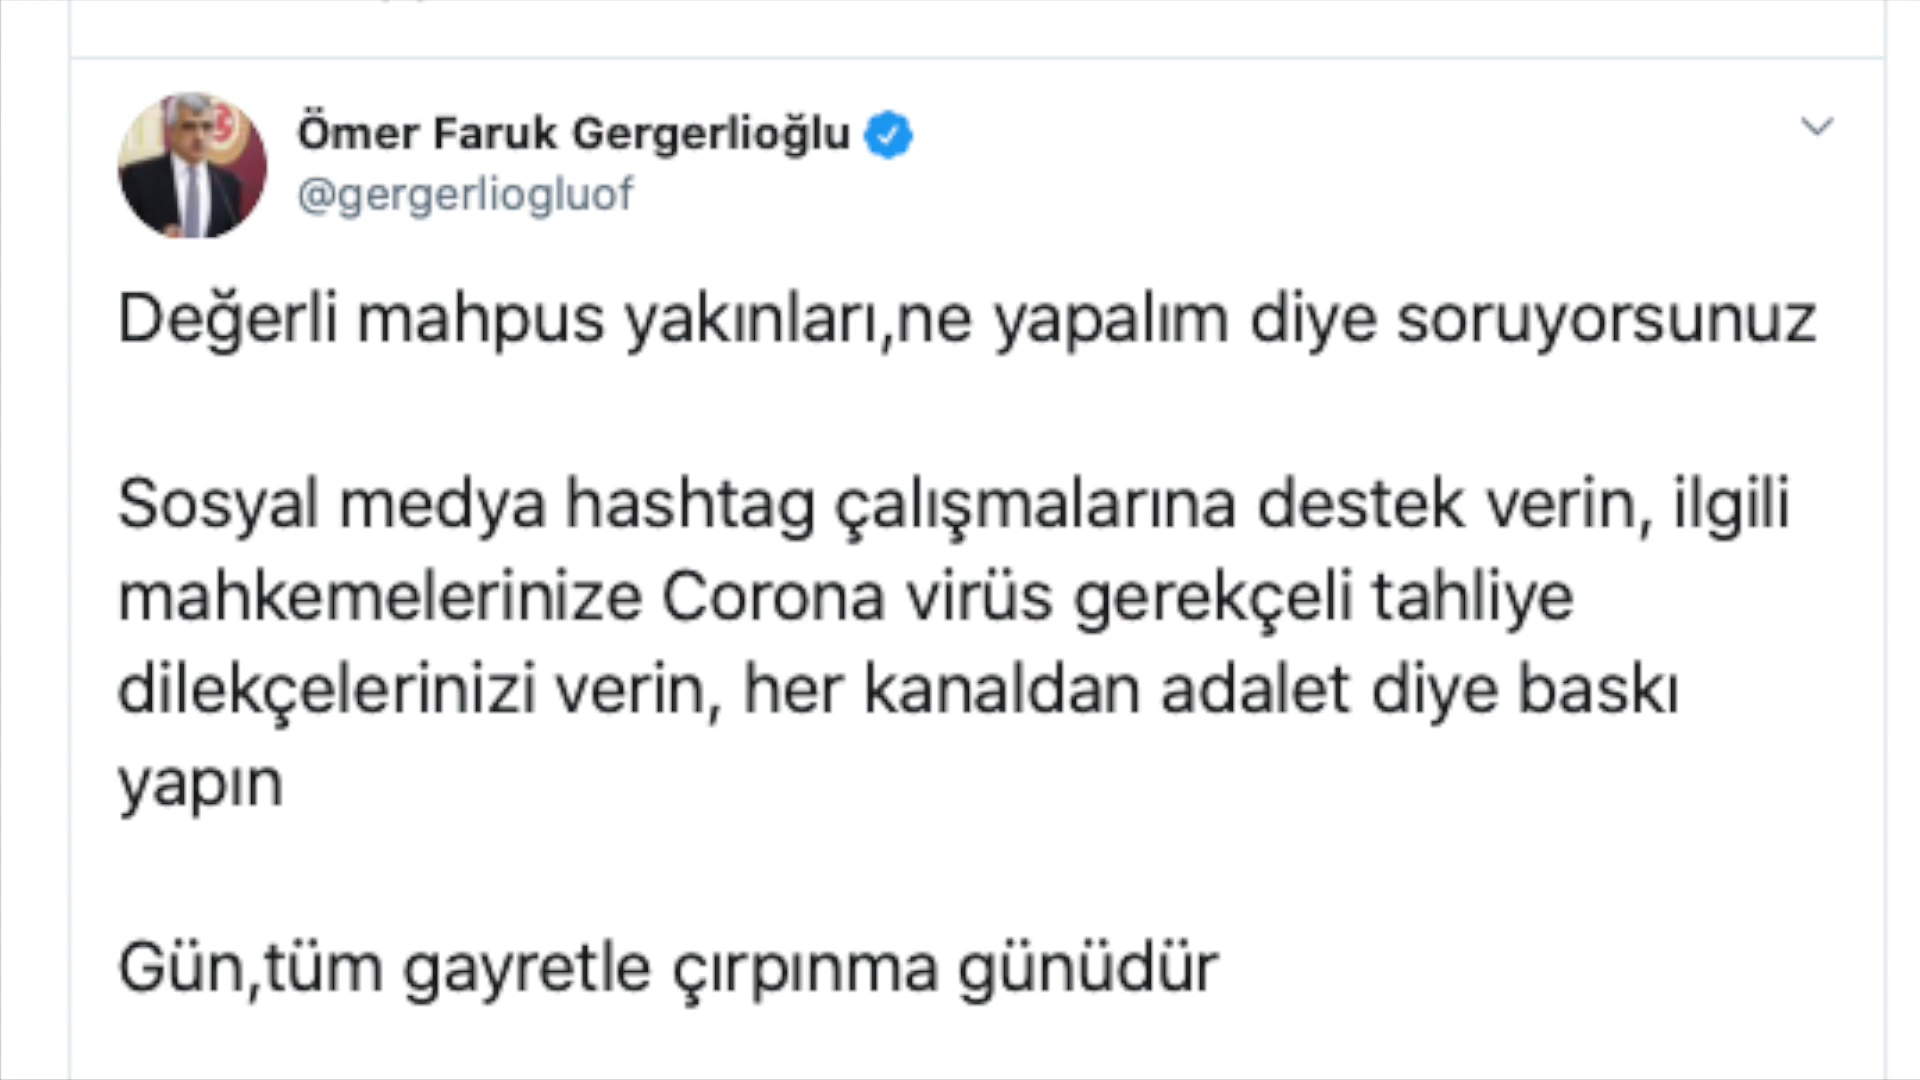 Ömer Faruk Gergerlioğlu
@gergerliogluof
Değerli mahpus yakınları,ne yapalım diye soruyorsunuz
Sosyal medya hashtag çalışmalarına destek verin, ilgili
mahkemelerinize Corona virüs gerekçeli tahliye
dilekçelerinizi verin, her kanaldan adalet diye baskı
yapın
Gün,tüm gayretle çırpınma günüdür